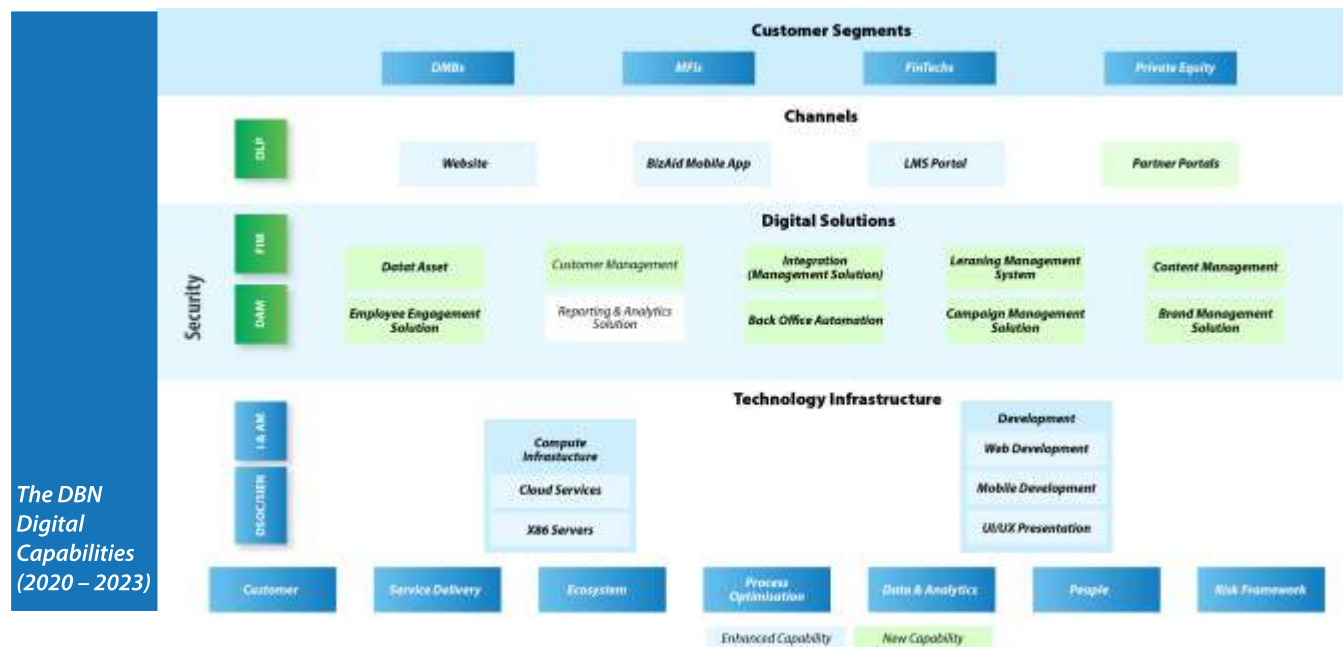 Customer Segments
DMBs
MFIs
FinTechs
Private Equity
Channels
DLP
Website
BizAid Mobile App
LMS Portal
Partner Portals
Security
Digital Solutions
FIM
Datat Asset
Customer Management
Integration
(Management Solution)
Leraning Management
System
Content Management
DAM
Employee Engagement
Solution
Reporting & Analytics
Solution
Back Office Automation
Campaign Management
Solution
Brand Management
Solution
Technology Infrastructure
I & AM
DSOC/SIEN
Compute
Infrastucture
Cloud Services
X86 Servers
Development
Web Development
Mobile Development
UI/UX Presentation
The DBN
Digital
Capabilities
(2020 – 2023)
Customer
Service Delivery
Ecosystem
Process
Optimisation
Data & Analytics
People
Risk Framework
Enhanced Capability
New Capability